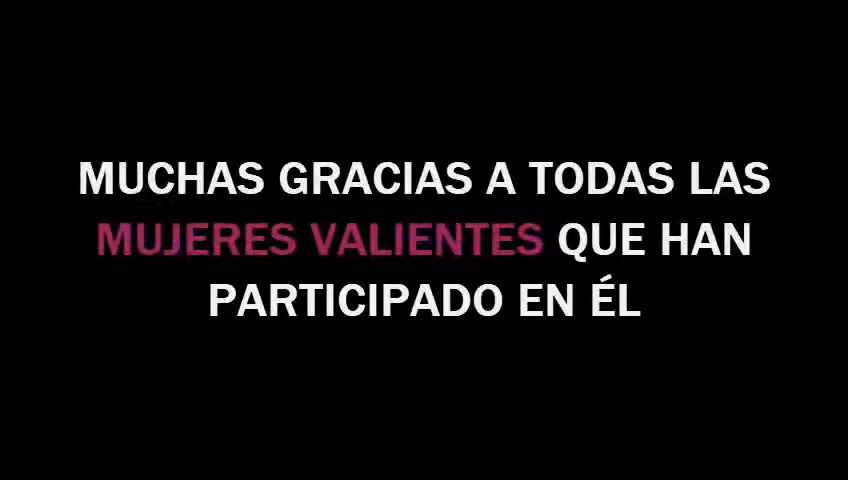 MUCHAS GRACIAS A TODAS LAS
MUJERES VALIENTES QUE HAN
PARTICIPADO EN ÉL